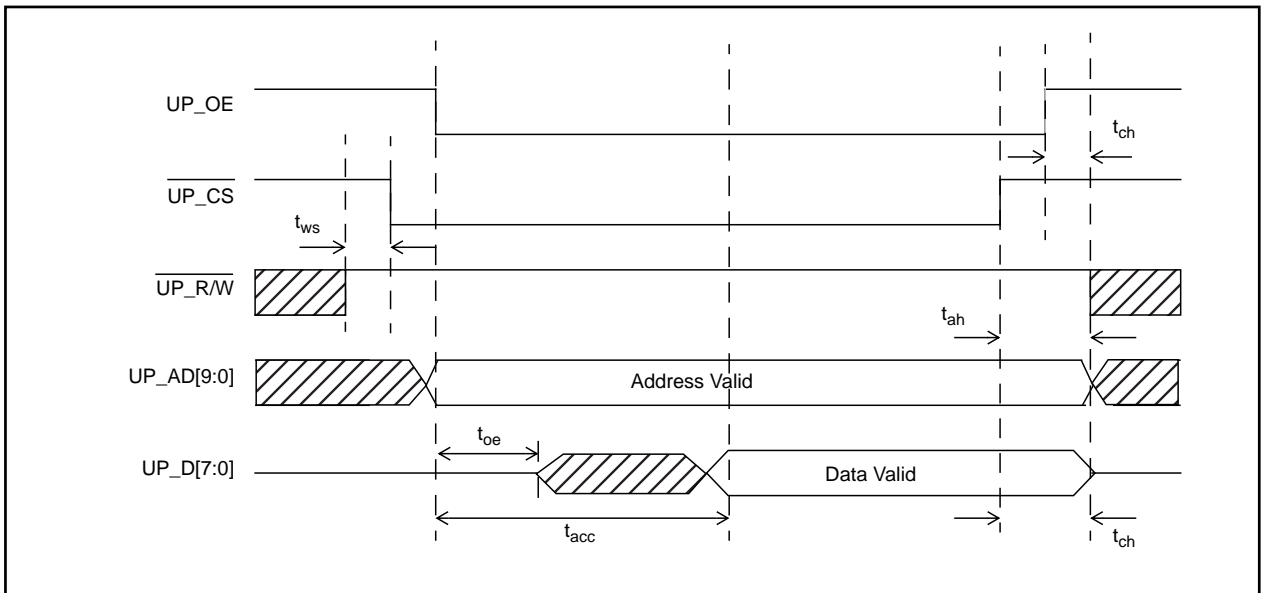 UP_OE
t_ch
UP_CS
t_ws
UP_R/W
t_ah
UP_AD[9:0]
Address Valid
t_oe
UP_D[7:0]
Data Valid
t_acc
t_ch